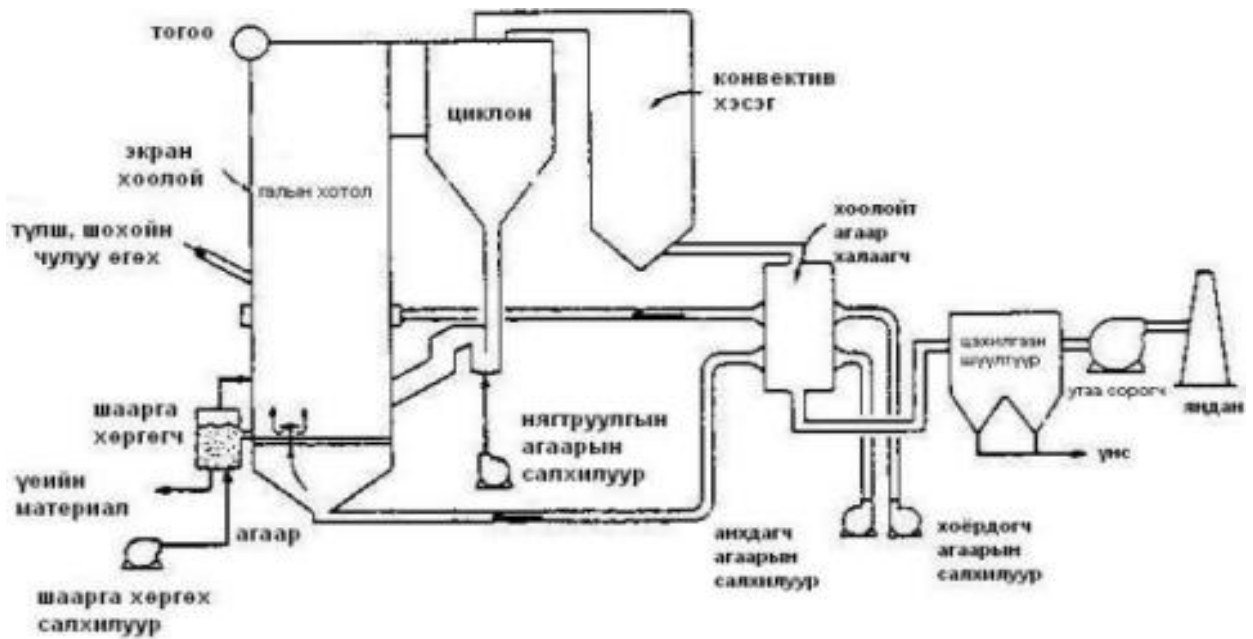 тогоо
экран
хоолой
галын хотол
түлш, шохойн
чулуу өгөх
циклон
конвектив
хэсэг
хоолойт
агаар
халаагч
цахилгаан
шүүлтүүр
утаа сорогч
яндан
үнс
шаарга
хөргөгч
үеийн
материал
агаар
шаарга хөргөх
салхилуур
нягтруулгын
агаарын
салхилуур
анхдагч
агаарын
салхилуур
хоёрдогч
агаарын
салхилуур